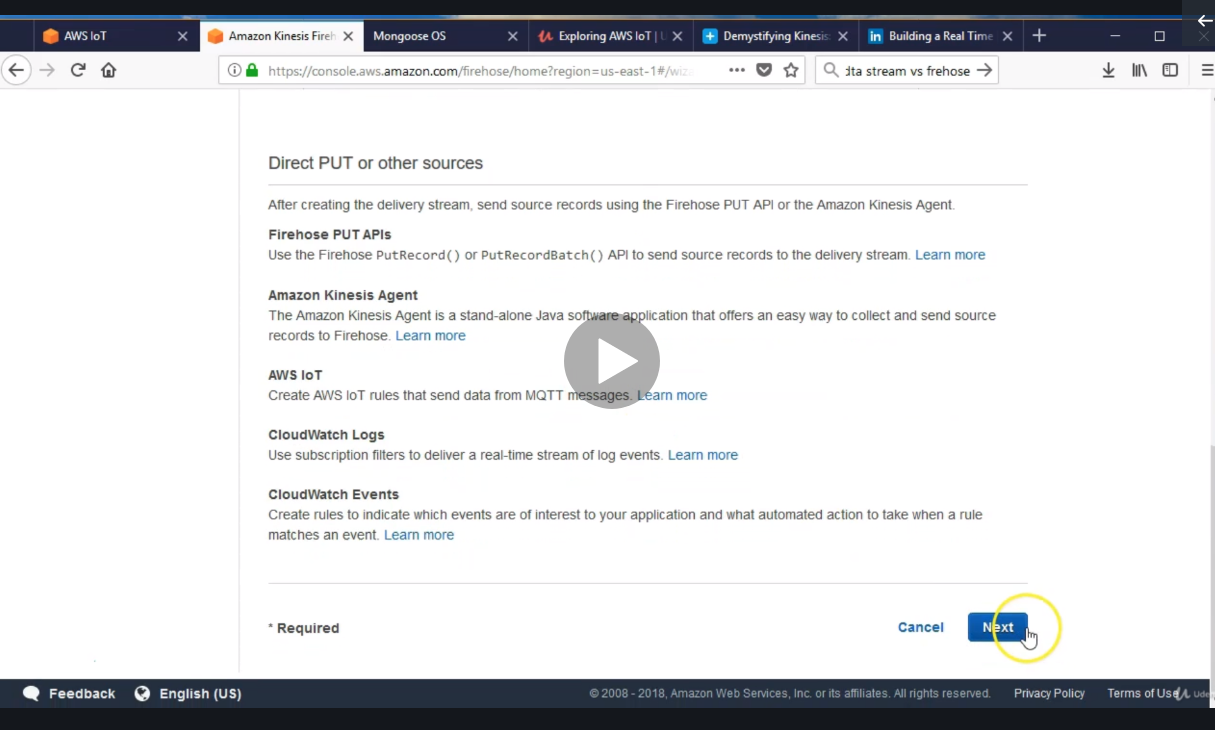 AWS IoT
Amazon Kinesis Fireh
Mongoose OS
Exploring AWS IoT | U
Demystifying Kinesis:
Building a Real Time
https://console.aws.amazon.com/firehose/home?region=us-east-1#/wiza
dta stream vs frehose
Direct PUT or other sources
After creating the delivery stream, send source records using the Firehose PUT API or the Amazon Kinesis Agent.
Firehose PUT APIs
Use the Firehose PutRecord() or PutRecordBatch() API to send source records to the delivery stream. Learn more
Amazon Kinesis Agent
The Amazon Kinesis Agent is a stand-alone Java software application that offers an easy way to collect and send source
records to Firehose. Learn more
AWS IoT
Create AWS IoT rules that send data from MQTT messages. Learn more
CloudWatch Logs
Use subscription filters to deliver a real-time stream of log events. Learn more
CloudWatch Events
Create rules to indicate which events are of interest to your application and what automated action to take when a rule
matches an event. Learn more
* Required
Cancel
Next
Feedback
English (US)
© 2008 - 2018, Amazon Web Services, Inc. or its affiliates. All rights reserved.
Privacy Policy
Terms of Use